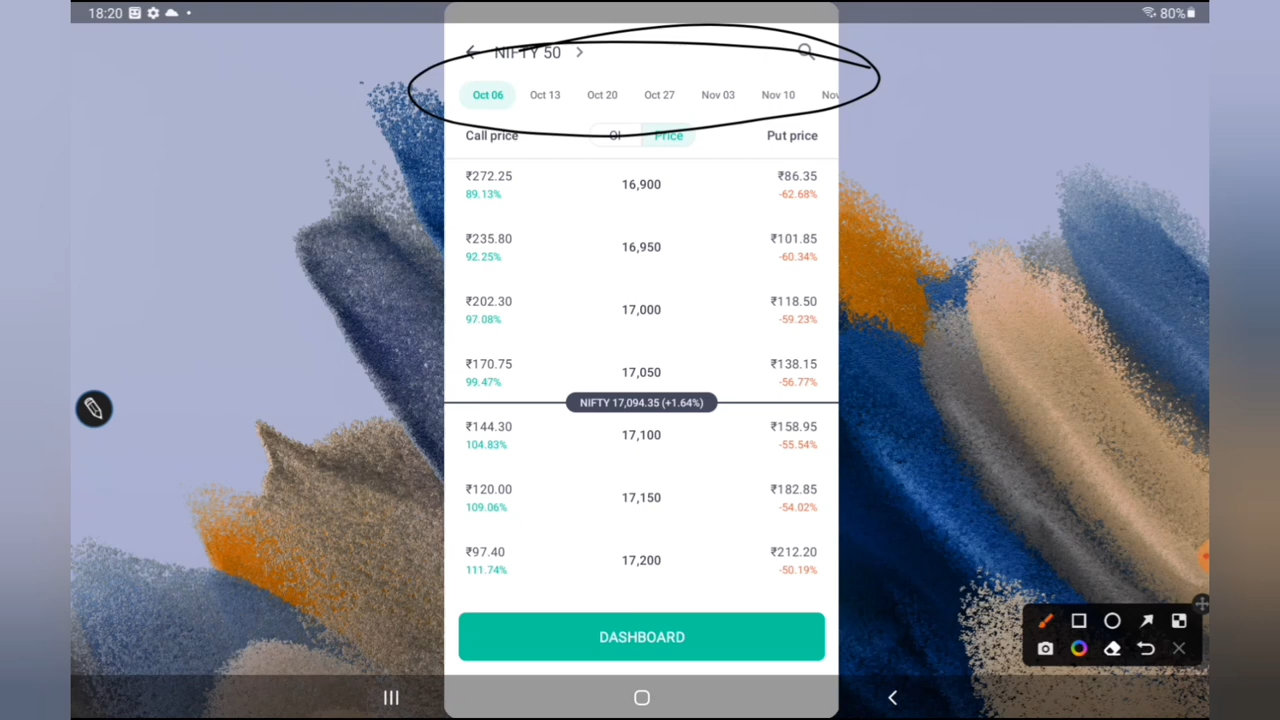 18:20
80%
NIFTY 50
Oct 06 Oct 13 Oct 20 Oct 27 Nov 03 Nov 10 Nov
Call price OI Price Put price
₹272.25 16,900 ₹86.35
89.13% -62.68%
₹235.80 16,950 ₹101.85
92.25% -60.34%
₹202.30 17,000 ₹118.50
97.08% -59.23%
₹170.75 17,050 ₹138.15
99.47% -56.77%
NIFTY 17,094.35 (+1.64%)
₹144.30 17,100 ₹158.95
104.83% -55.54%
₹120.00 17,150 ₹182.85
109.06% -54.02%
₹97.40 17,200 ₹212.20
111.74% -50.19%
DASHBOARD